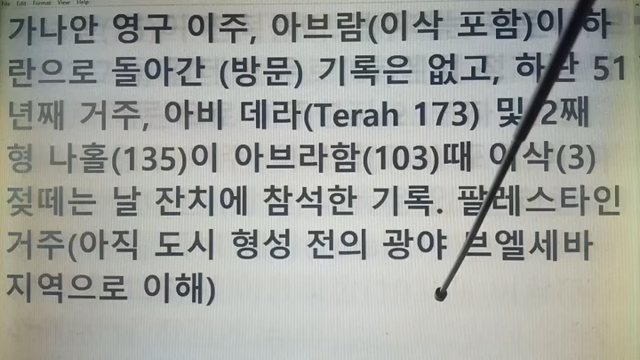 File Edit Format View Help
가나안 영구 이주, 아브람(이삭 포함)이 하
란으로 돌아간 (방문) 기록은 없고, 하란 51
년째 거주, 아비 데라(Terah 173) 및 2째
형 나홀(135)이 아브라함(103)때 이삭(3)
젖떼는 날 잔치에 참석한 기록. 팔레스타인
거주(아직 도시 형성 전의 광야 브엘세바
지역으로 이해)